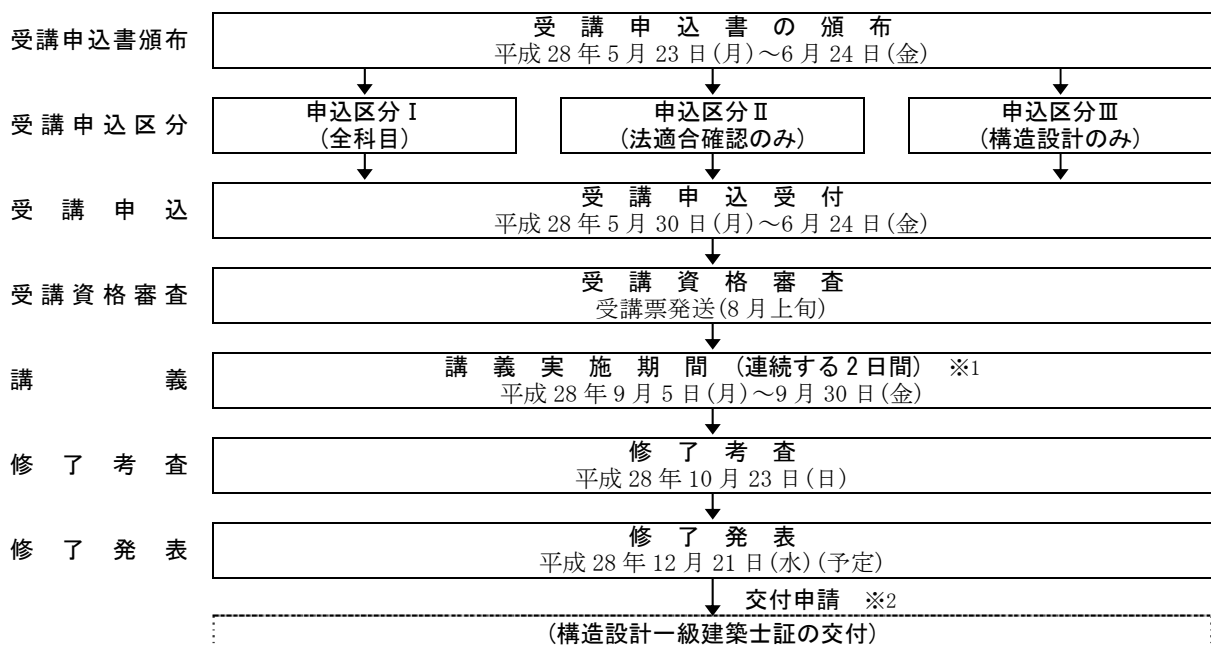 受講申込書頒布
受講申込書の頒布
平成28年5月23日(月)～6月24日(金)
受講申込区分
申込区分Ⅰ
(全科目)
申込区分Ⅱ
(法適合確認のみ)
申込区分Ⅲ
(構造設計のみ)
受講申込
受講申込受付
平成28年5月30日(月)～6月24日(金)
受講資格審査
受講資格審査
受講票発送(8月上旬)
講義
講義実施期間(連続する2日間) ※1
平成28年9月5日(月)～9月30日(金)
修了考査
修了考査
平成28年10月23日(日)
修了発表
修了発表
平成28年12月21日(水)(予定)
交付申請 ※2
(構造設計一級建築士証の交付)